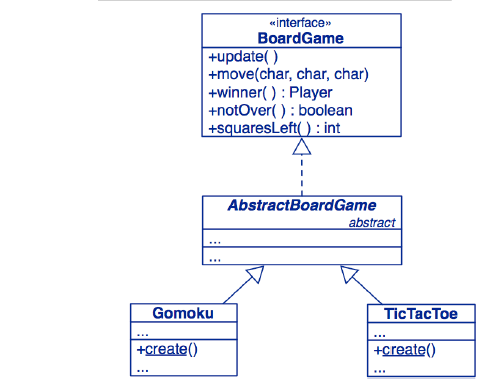 «interface»
BoardGame
+update( )
+move(char, char, char)
+winner( ) : Player
+notOver( ) : boolean
+squaresLeft( ) : int
AbstractBoardGame
abstract
...
...
Gomoku
...
+create()
...
TicTacToe
...
+create()
...